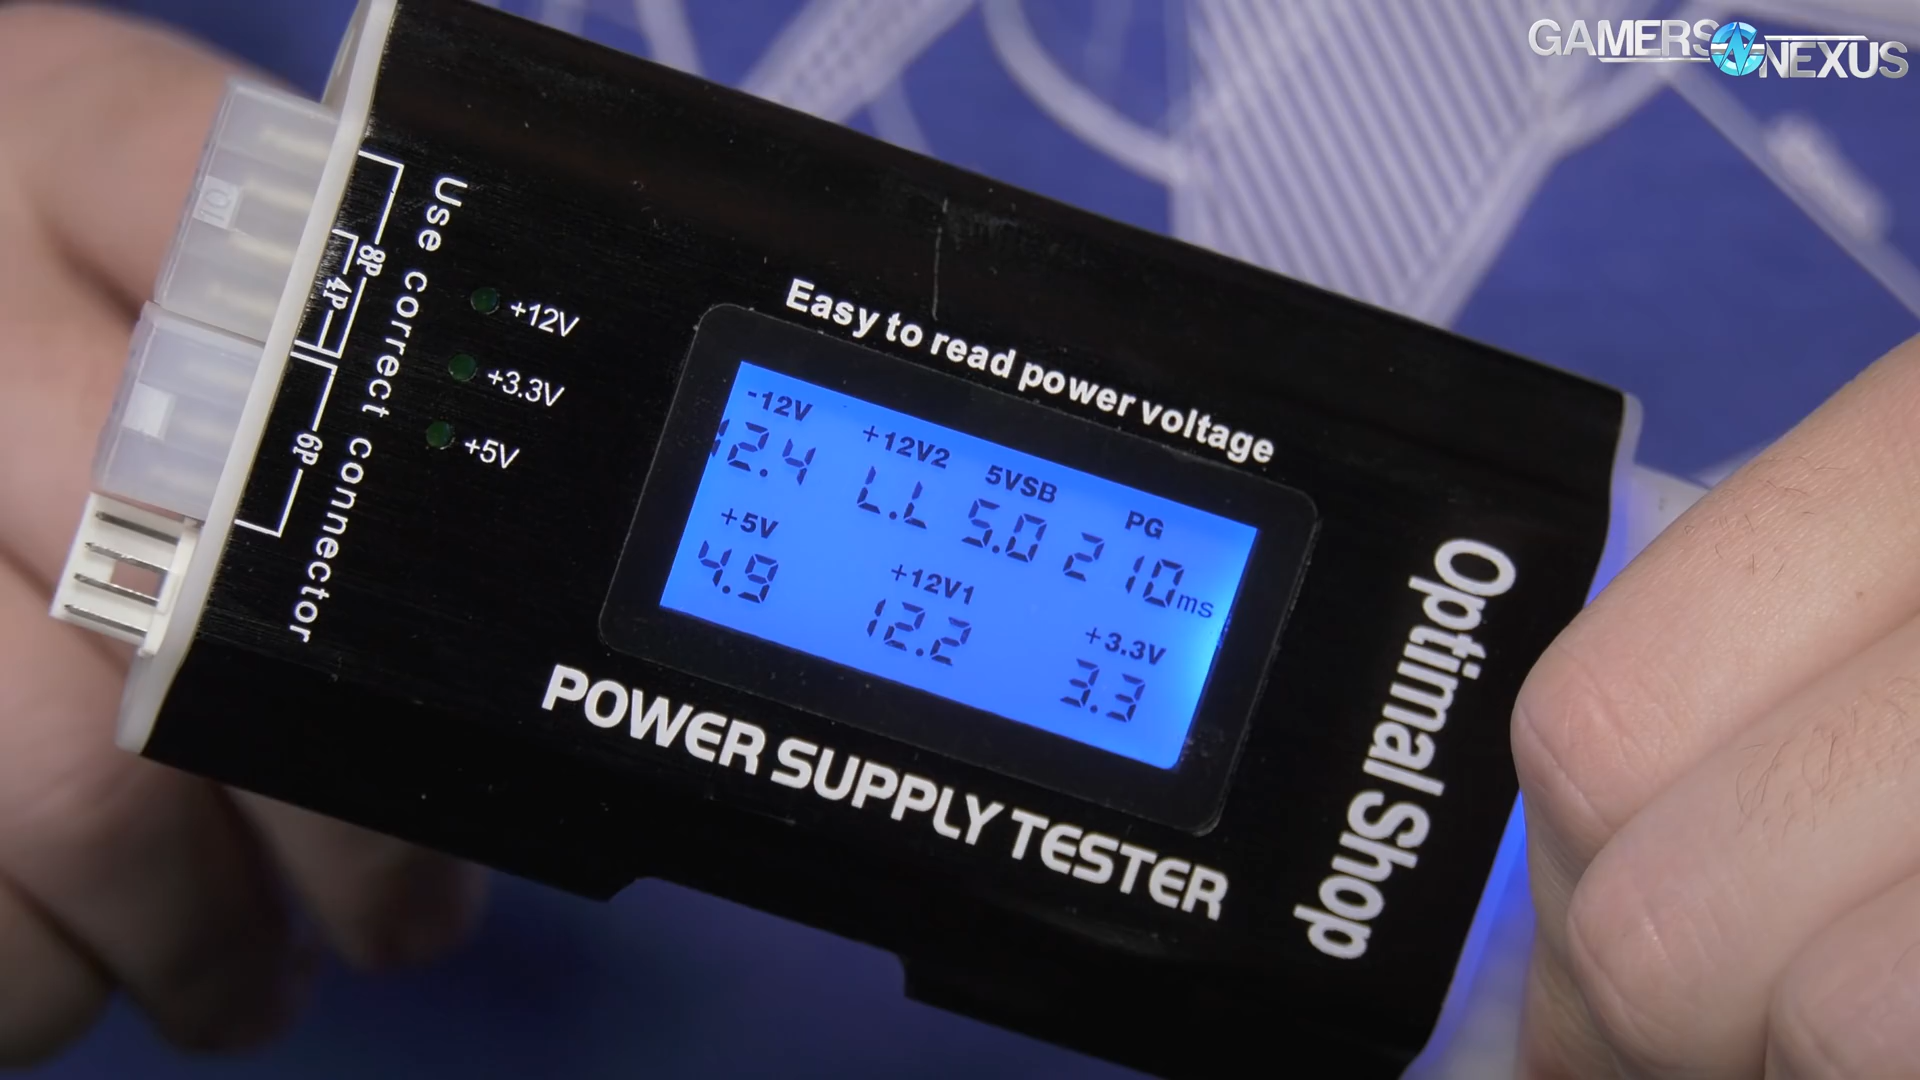 GAMERS NEXUS
Easy to read power voltage
-12V +12V2 5VSB PG
12.4 L.L 5.0 210ms
+5V +12V1 +3.3V
4.9 12.2 3.3
POWER SUPPLY TESTER
Optimal Shop
Use correct connector
8P
4P
6P
+12V
+3.3V
+5V